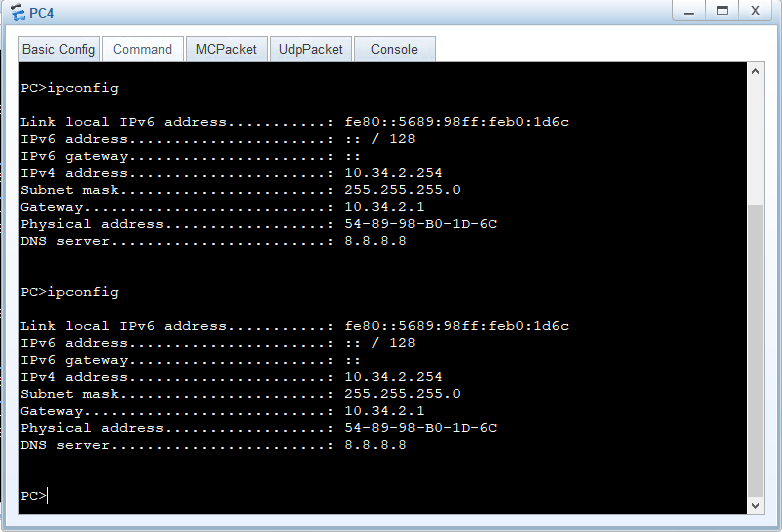 PC4
X
Basic Config Command MCPacket UdpPacket Console
PC>ipconfig
Link local IPv6 address...........: fe80::5689:98ff:feb0:1d6c
IPv6 address......................: :: / 128
IPv6 gateway......................: ::
IPv4 address......................: 10.34.2.254
Subnet mask.......................: 255.255.255.0
Gateway...........................: 10.34.2.1
Physical address..................: 54-89-98-B0-1D-6C
DNS server........................: 8.8.8.8
PC>ipconfig
Link local IPv6 address...........: fe80::5689:98ff:feb0:1d6c
IPv6 address......................: :: / 128
IPv6 gateway......................: ::
IPv4 address......................: 10.34.2.254
Subnet mask.......................: 255.255.255.0
Gateway...........................: 10.34.2.1
Physical address..................: 54-89-98-B0-1D-6C
DNS server........................: 8.8.8.8
PC>